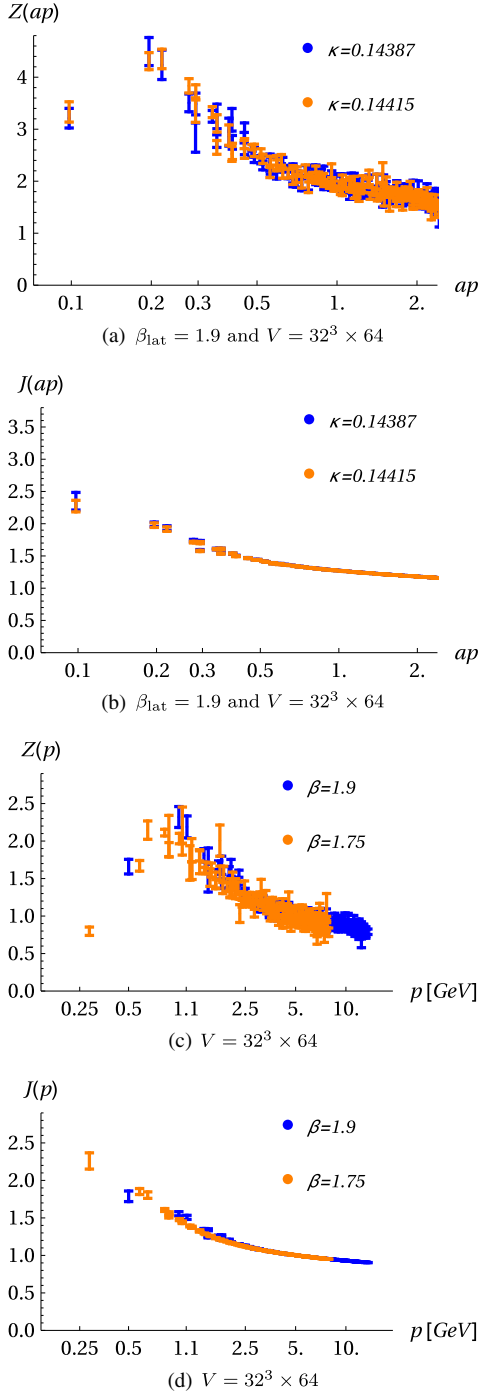 Z(ap)
κ=0.14387
κ=0.14415
4
3
2
1
0
0.1 0.2 0.3 0.5 1. 2. ap
(a) β_lat = 1.9 and V = 32³ × 64
J(ap)
κ=0.14387
κ=0.14415
3.5
3.0
2.5
2.0
1.5
1.0
0.5
0.0
0.1 0.2 0.3 0.5 1. 2. ap
(b) β_lat = 1.9 and V = 32³ × 64
Z(p)
β=1.9
β=1.75
2.5
2.0
1.5
1.0
0.5
0.0
0.25 0.5 1.1 2.5 5. 10. p [GeV]
(c) V = 32³ × 64
J(p)
β=1.9
β=1.75
2.5
2.0
1.5
1.0
0.5
0.0
0.25 0.5 1.1 2.5 5. 10. p [GeV]
(d) V = 32³ × 64